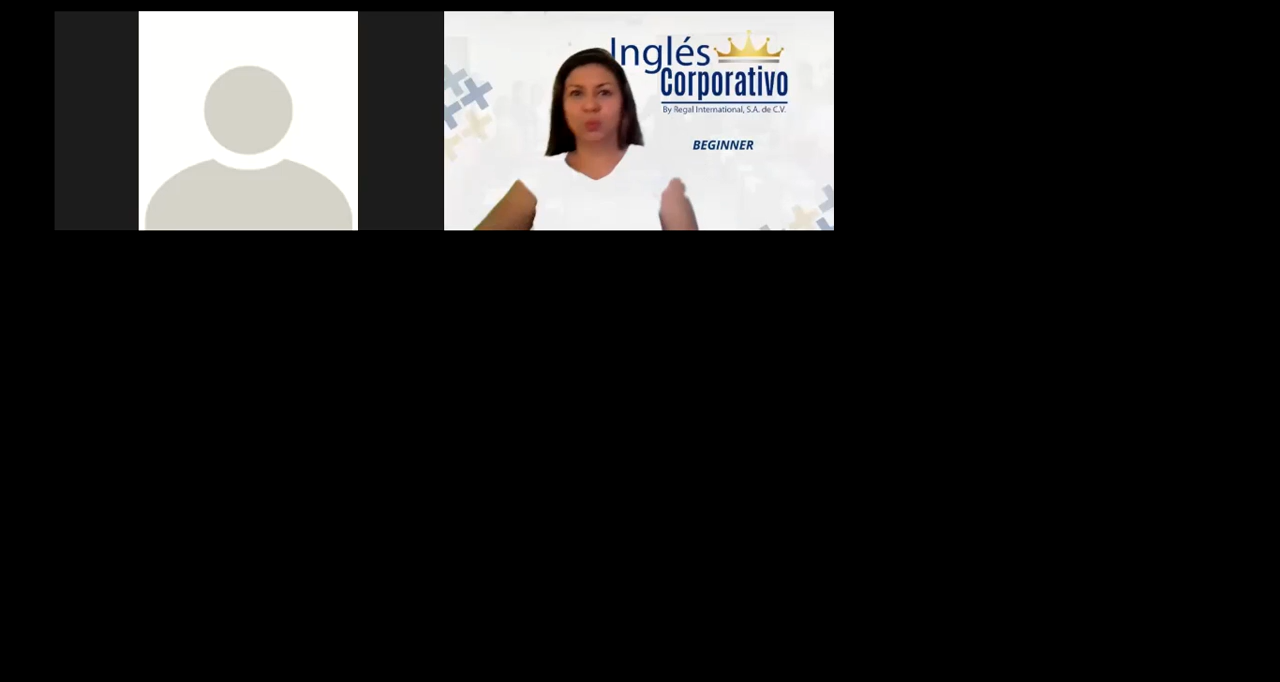 Inglés
Corporativo
By Regal International, S.A. de C.V.
BEGINNER